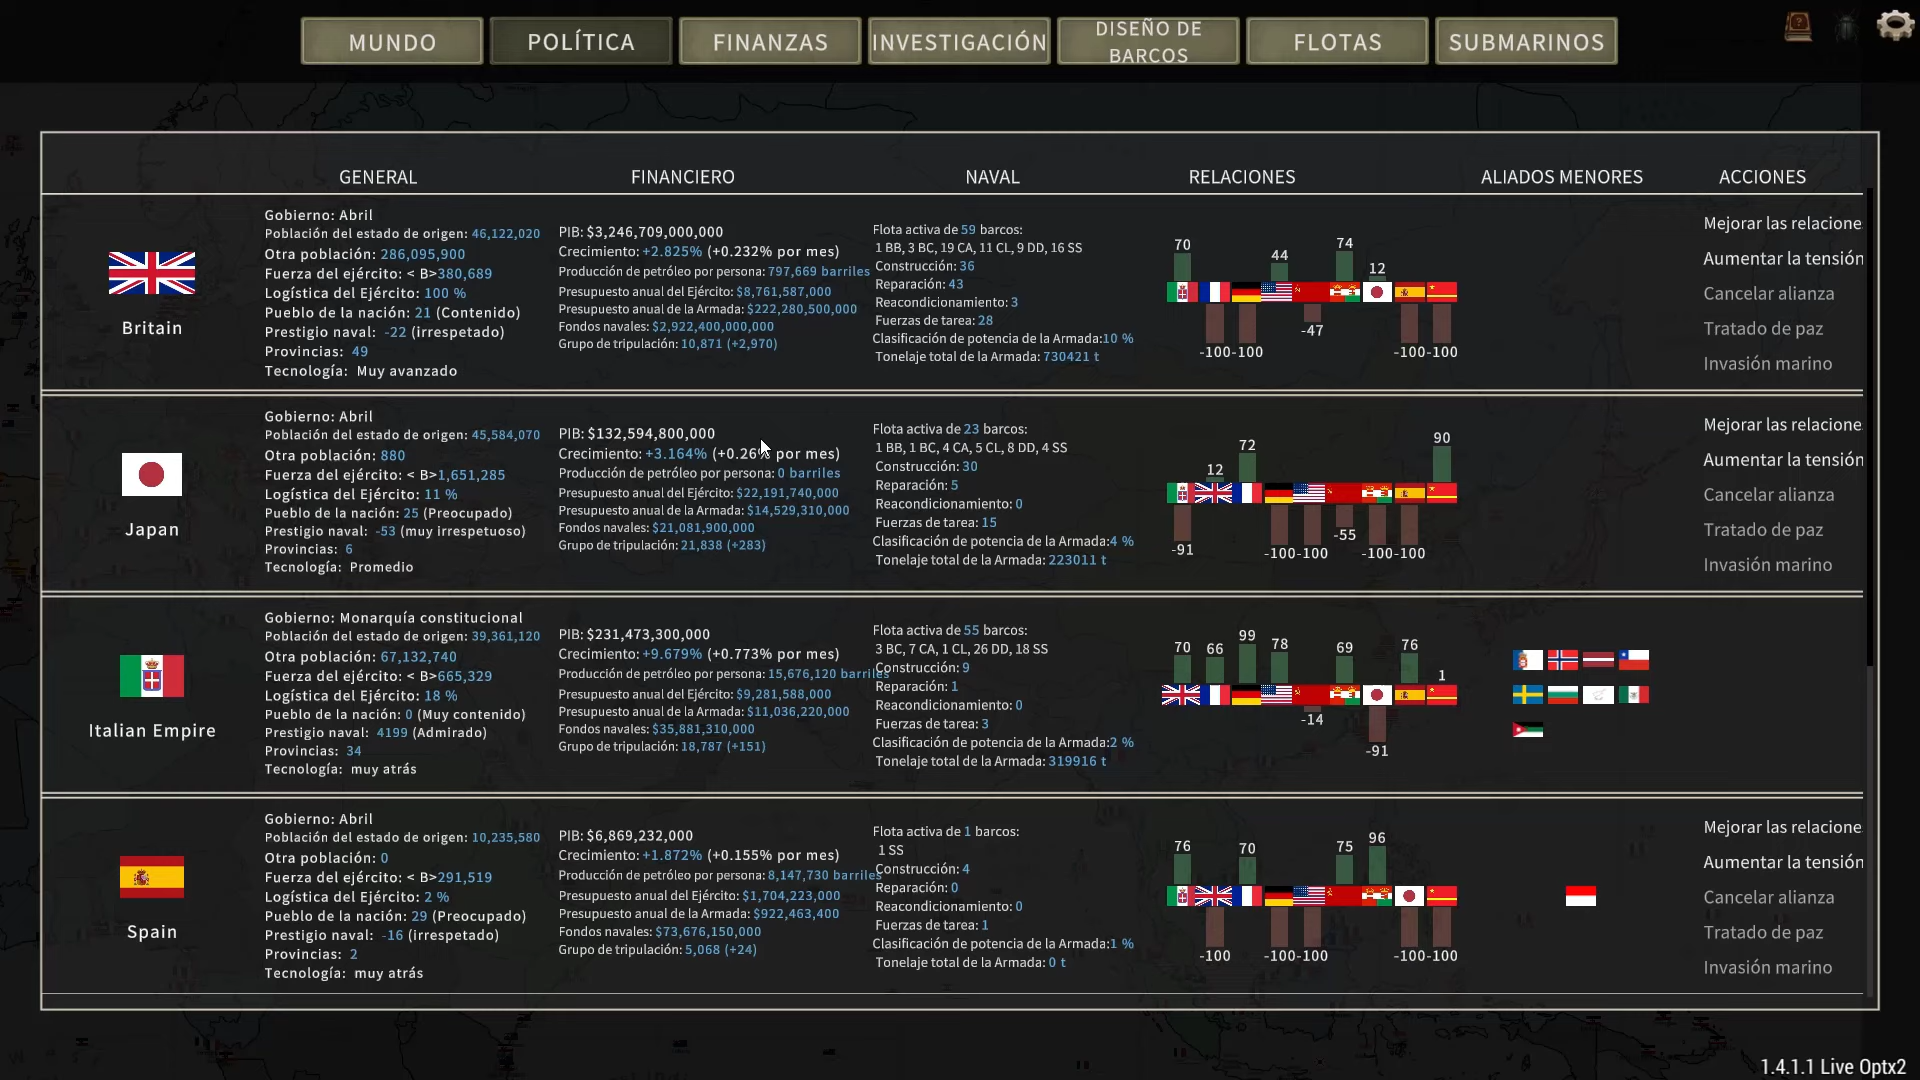 MUNDO
POLÍTICA
FINANZAS
INVESTIGACIÓN
DISEÑO DE
BARCOS
FLOTAS
SUBMARINOS
GENERAL
FINANCIERO
NAVAL
RELACIONES
ALIADOS MENORES
ACCIONES
Britain
Gobierno: Abril
Población del estado de origen: 46,122,020
Otra población: 286,095,900
Fuerza del ejército: < B>380,689
Logística del Ejército: 100 %
Pueblo de la nación: 21 (Contenido)
Prestigio naval: -22 (irrespetado)
Provincias: 49
Tecnología: Muy avanzado
PIB: $3,246,709,000,000
Crecimiento: +2.825% (+0.232% por mes)
Producción de petróleo por persona: 797,669 barriles
Presupuesto anual del Ejército: $8,761,587,000
Presupuesto anual de la Armada: $222,280,500,000
Fondos navales: $2,922,400,000,000
Grupo de tripulación: 10,871 (+2,970)
Flota activa de 59 barcos:
1 BB, 3 BC, 19 CA, 11 CL, 9 DD, 16 SS
Construcción: 36
Reparación: 43
Reacondicionamiento: 3
Fuerzas de tarea: 28
Clasificación de potencia de la Armada:10 %
Tonelaje total de la Armada: 730421 t
70
44
74
12
-47
-100-100
-100-100
Mejorar las relacione
Aumentar la tensión
Cancelar alianza
Tratado de paz
Invasión marino
Japan
Gobierno: Abril
Población del estado de origen: 45,584,070
Otra población: 880
Fuerza del ejército: < B>1,651,285
Logística del Ejército: 11 %
Pueblo de la nación: 25 (Preocupado)
Prestigio naval: -53 (muy irrespetuoso)
Provincias: 6
Tecnología: Promedio
PIB: $132,594,800,000
Crecimiento: +3.164% (+0.26% por mes)
Producción de petróleo por persona: 0 barriles
Presupuesto anual del Ejército: $22,191,740,000
Presupuesto anual de la Armada: $14,529,310,000
Fondos navales: $21,081,900,000
Grupo de tripulación: 21,838 (+283)
Flota activa de 23 barcos:
1 BB, 1 BC, 4 CA, 5 CL, 8 DD, 4 SS
Construcción: 30
Reparación: 5
Reacondicionamiento: 0
Fuerzas de tarea: 15
Clasificación de potencia de la Armada:4 %
Tonelaje total de la Armada: 223011 t
12
72
90
-91
-100-100
-55
-100-100
Mejorar las relacione
Aumentar la tensión
Cancelar alianza
Tratado de paz
Invasión marino
Italian Empire
Gobierno: Monarquía constitucional
Población del estado de origen: 39,361,120
Otra población: 67,132,740
Fuerza del ejército: < B>665,329
Logística del Ejército: 18 %
Pueblo de la nación: 0 (Muy contenido)
Prestigio naval: 4199 (Admirado)
Provincias: 34
Tecnología: muy atrás
PIB: $231,473,300,000
Crecimiento: +9.679% (+0.773% por mes)
Producción de petróleo por persona: 15,676,120 barriles
Presupuesto anual del Ejército: $9,281,588,000
Presupuesto anual de la Armada: $11,036,220,000
Fondos navales: $35,881,310,000
Grupo de tripulación: 18,787 (+151)
Flota activa de 55 barcos:
3 BC, 7 CA, 1 CL, 26 DD, 18 SS
Construcción: 9
Reparación: 1
Reacondicionamiento: 0
Fuerzas de tarea: 3
Clasificación de potencia de la Armada:2 %
Tonelaje total de la Armada: 319916 t
70
66
99
78
69
76
1
-14
-91
Spain
Gobierno: Abril
Población del estado de origen: 10,235,580
Otra población: 0
Fuerza del ejército: < B>291,519
Logística del Ejército: 2 %
Pueblo de la nación: 29 (Preocupado)
Prestigio naval: -16 (irrespetado)
Provincias: 2
Tecnología: muy atrás
PIB: $6,869,232,000
Crecimiento: +1.872% (+0.155% por mes)
Producción de petróleo por persona: 8,147,730 barriles
Presupuesto anual del Ejército: $1,704,223,000
Presupuesto anual de la Armada: $922,463,400
Fondos navales: $73,676,150,000
Grupo de tripulación: 5,068 (+24)
Flota activa de 1 barcos:
1 SS
Construcción: 4
Reparación: 0
Reacondicionamiento: 0
Fuerzas de tarea: 1
Clasificación de potencia de la Armada:1 %
Tonelaje total de la Armada: 0 t
76
70
75
96
-100
-100-100
-100-100
Mejorar las relacione
Aumentar la tensión
Cancelar alianza
Tratado de paz
Invasión marino
1.4.1.1 Live Optx2